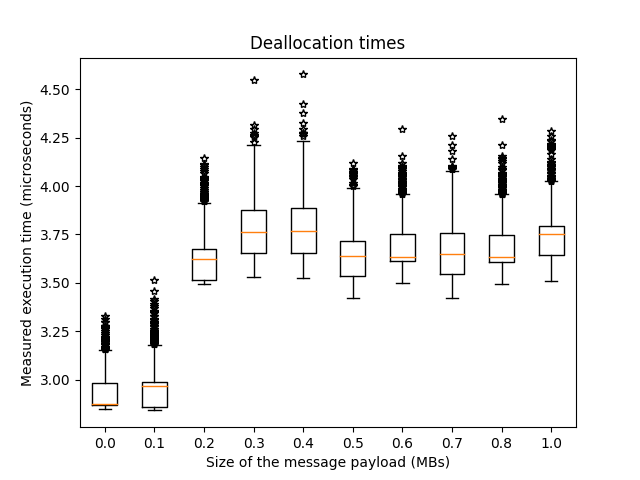 Deallocation times
Measured execution time (microseconds)
4.50
4.25
4.00
3.75
3.50
3.25
3.00
0.0 0.1 0.2 0.3 0.4 0.5 0.6 0.7 0.8 1.0
Size of the message payload (MBs)